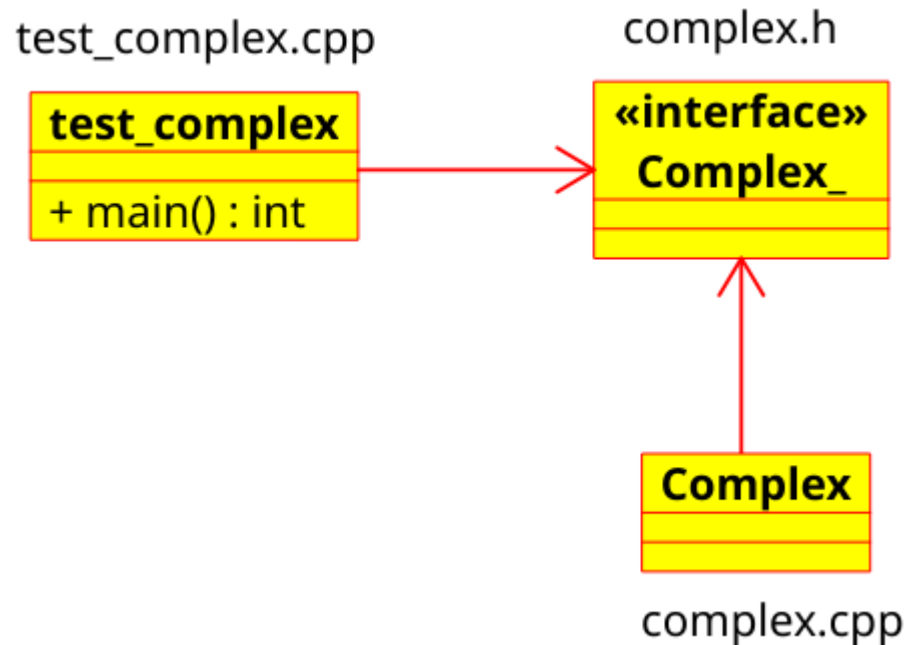 test_complex.cpp
complex.h
test_complex
+ main() : int
«interface»
Complex_
Complex
complex.cpp